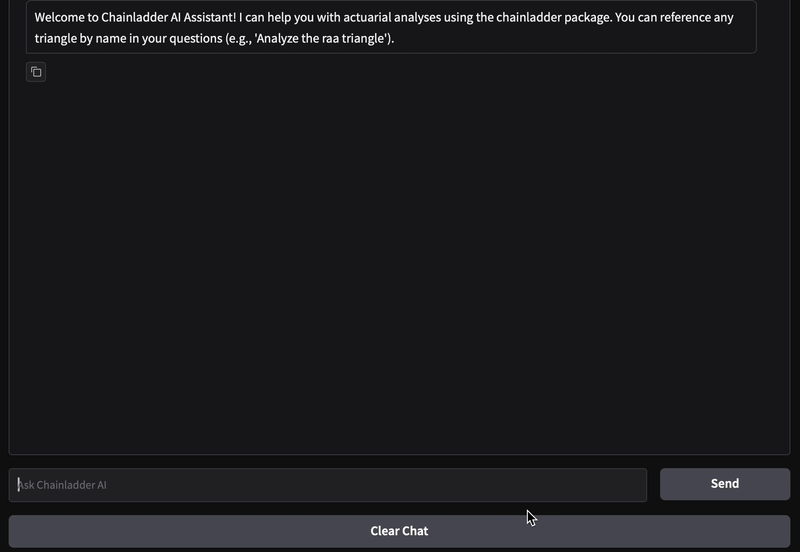 Welcome to Chainladder AI Assistant! I can help you with actuarial analyses using the chainladder package. You can reference any
triangle by name in your questions (e.g., 'Analyze the raa triangle').
Ask Chainladder AI
Send
Clear Chat